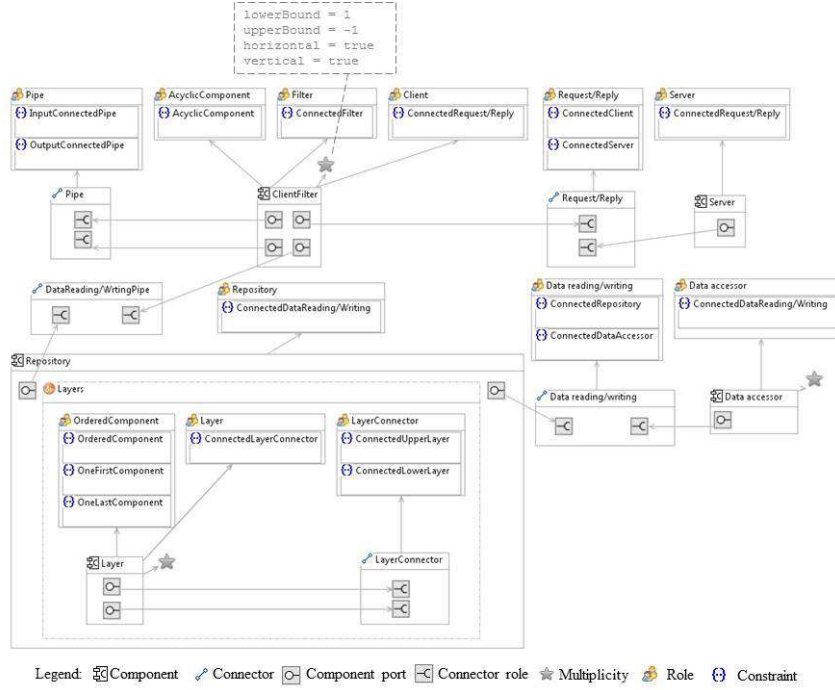 lowerBound = 1
upperBound = -1
horizontal = true
vertical = true
Pipe
InputConnectedPipe
OutputConnectedPipe
AcyclicComponent
AcyclicComponent
Filter
ConnectedFilter
Client
ConnectedRequest/Reply
Request/Reply
ConnectedClient
ConnectedServer
Server
ConnectedRequest/Reply
Pipe
ClientFilter
Request/Reply
Server
DataReading/WrtingPipe
Repository
ConnectedDataReading/Writing
Data reading/writing
ConnectedRepository
ConnectedDataAccessor
Data accessor
ConnectedDataReading/Writing
Repository
Layers
OrderedComponent
OrderedComponent
OneFirstComponent
OneLastComponent
Layer
ConnectedLayerConnector
LayerConnector
ConnectedUpperLayer
ConnectedLowerLayer
Data reading/writing
Data accessor
Layer
LayerConnector
Legend: Component Connector Component port Connector role Multiplicity Role Constraint